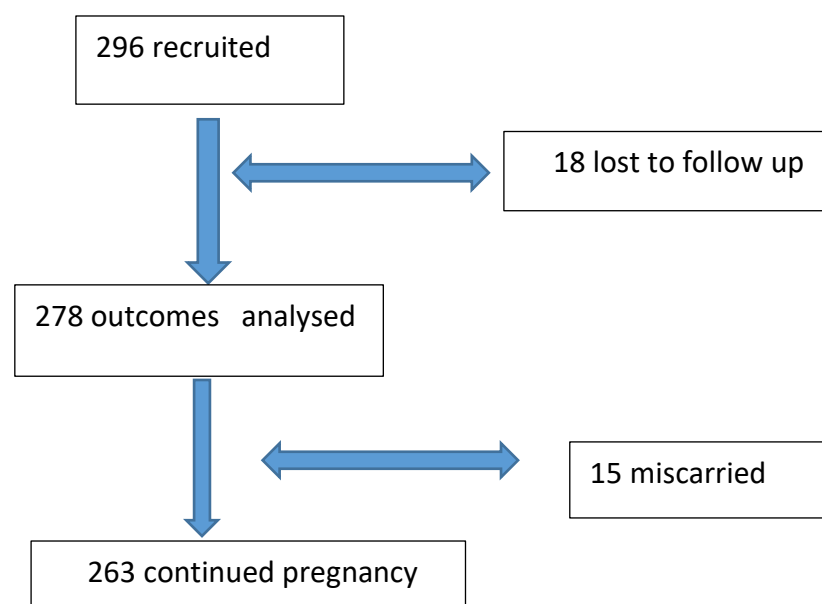 296 recruited
18 lost to follow up
278 outcomes analysed
15 miscarried
263 continued pregnancy